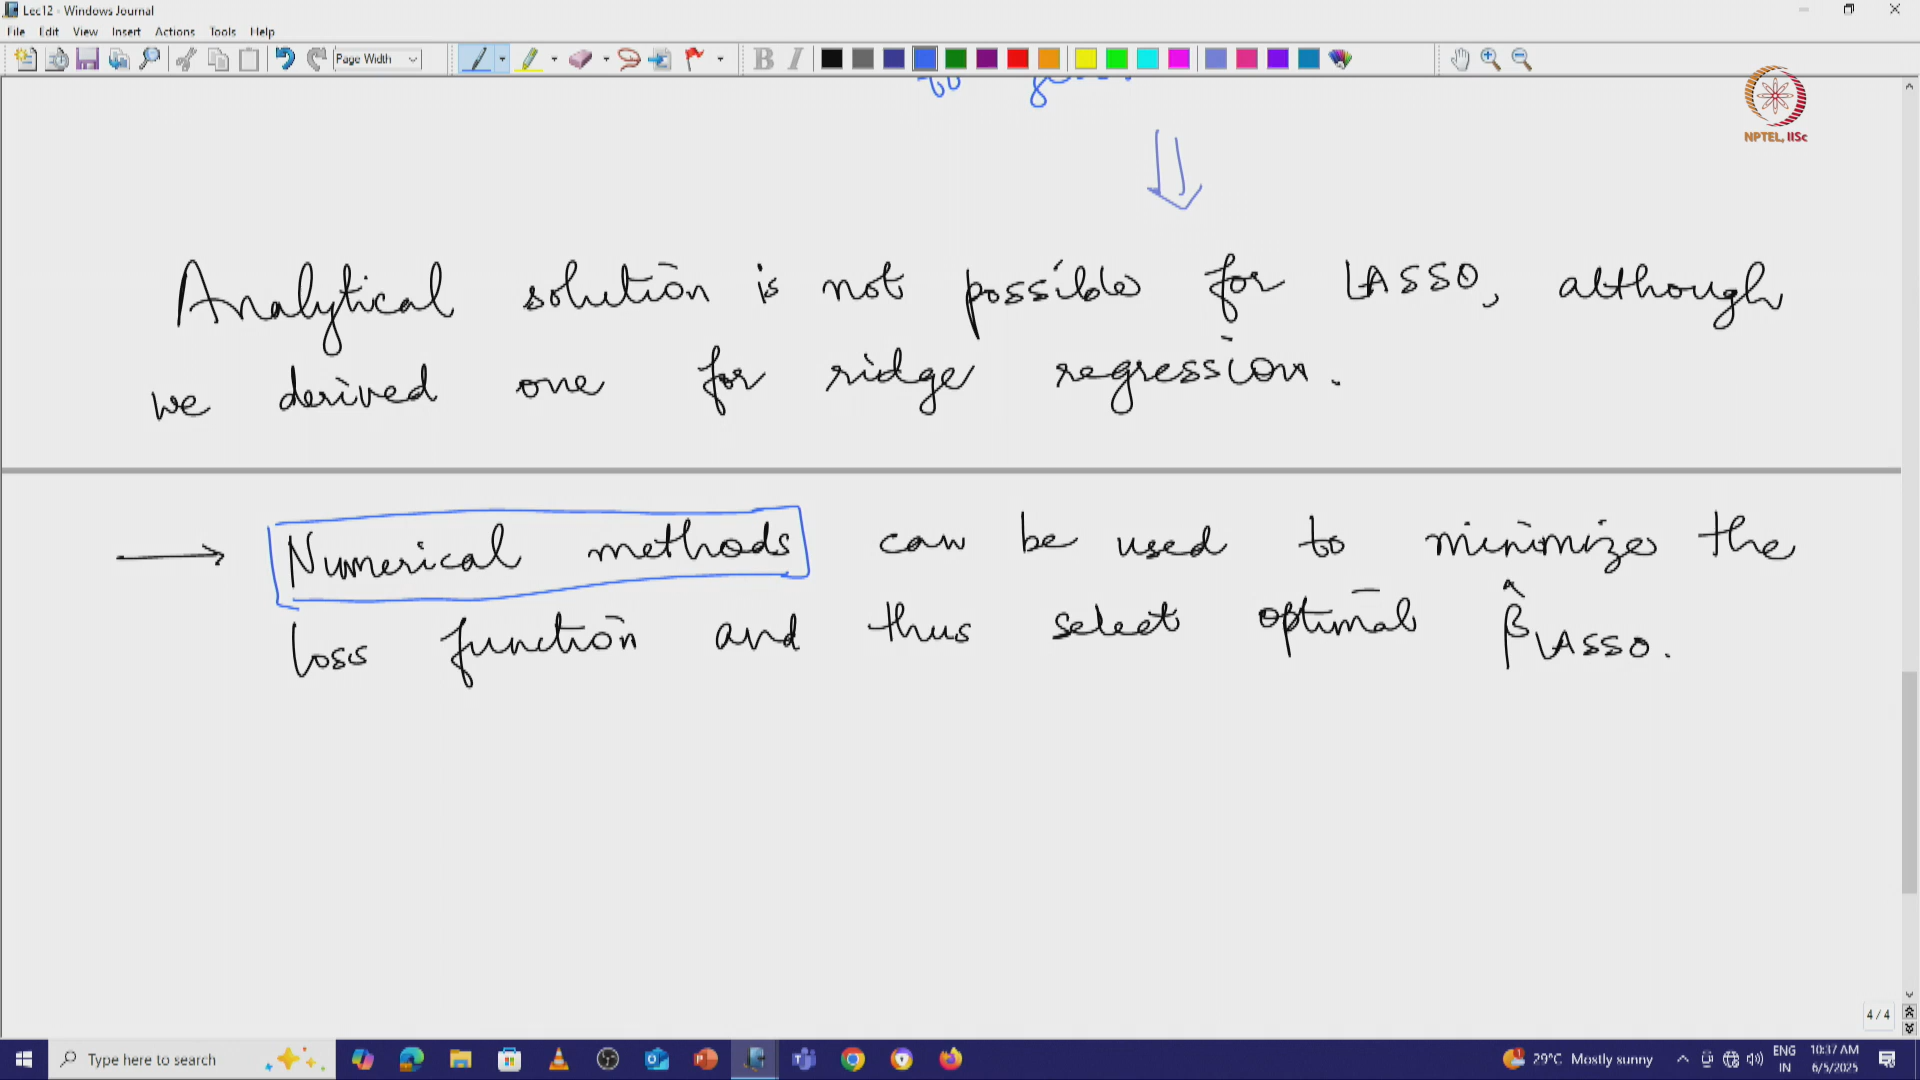 Lec12 - Windows Journal
File Edit View Insert Actions Tools Help
Page Width
B I
to
NPTEL, IISc
Analytical solution is not possible for LASSO, although
we derived one for ridge regression.
→ Numerical methods can be used to minimize the
loss function and thus select optimal β̂LASSO.
4 / 4
Type here to search
29°C Mostly sunny
ENG
IN
10:37 AM
6/5/2025